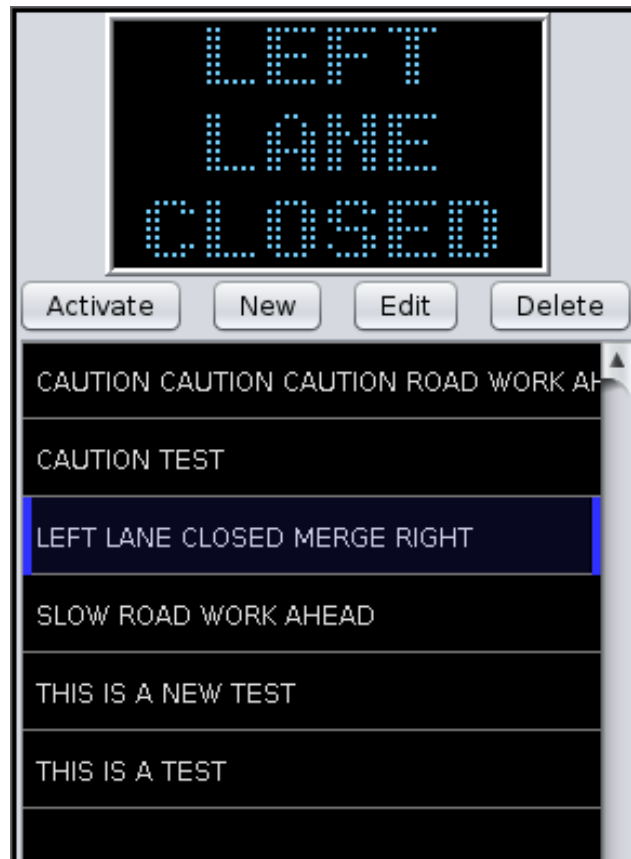 LEFT
LANE
CLOSED
Activate New Edit Delete
CAUTION CAUTION CAUTION ROAD WORK
CAUTION TEST
LEFT LANE CLOSED MERGE RIGHT
SLOW ROAD WORK AHEAD
THIS IS A NEW TEST
THIS IS A TEST